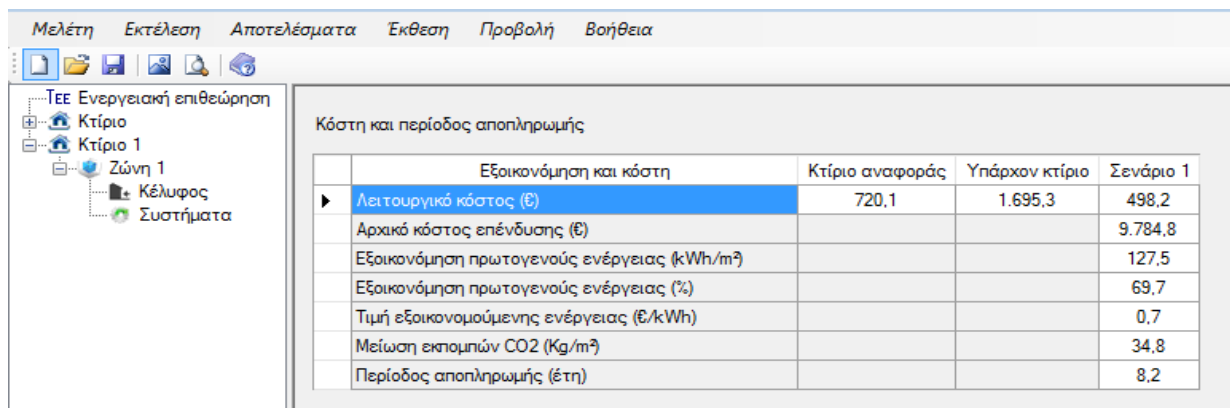 Μελέτη Εκτέλεση Αποτελέσματα Έκθεση Προβολή Βοήθεια
ΤΕΕ Ενεργειακή επιθεώρηση
Κτίριο
Κτίριο 1
Ζώνη 1
Κέλυφος
Συστήματα
Κόστη και περίοδος αποπληρωμής
Εξοικονόμηση και κόστη Κτίριο αναφοράς Υπάρχον κτίριο Σενάριο 1
Λειτουργικό κόστος (€) 720,1 1.695,3 498,2
Αρχικό κόστος επένδυσης (€) 9.784,8
Εξοικονόμηση πρωτογενούς ενέργειας (kWh/m²) 127,5
Εξοικονόμηση πρωτογενούς ενέργειας (%) 69,7
Τιμή εξοικονομούμενης ενέργειας (€/kWh) 0,7
Μείωση εκπομπών CO2 (Kg/m²) 34,8
Περίοδος αποπληρωμής (έτη) 8,2